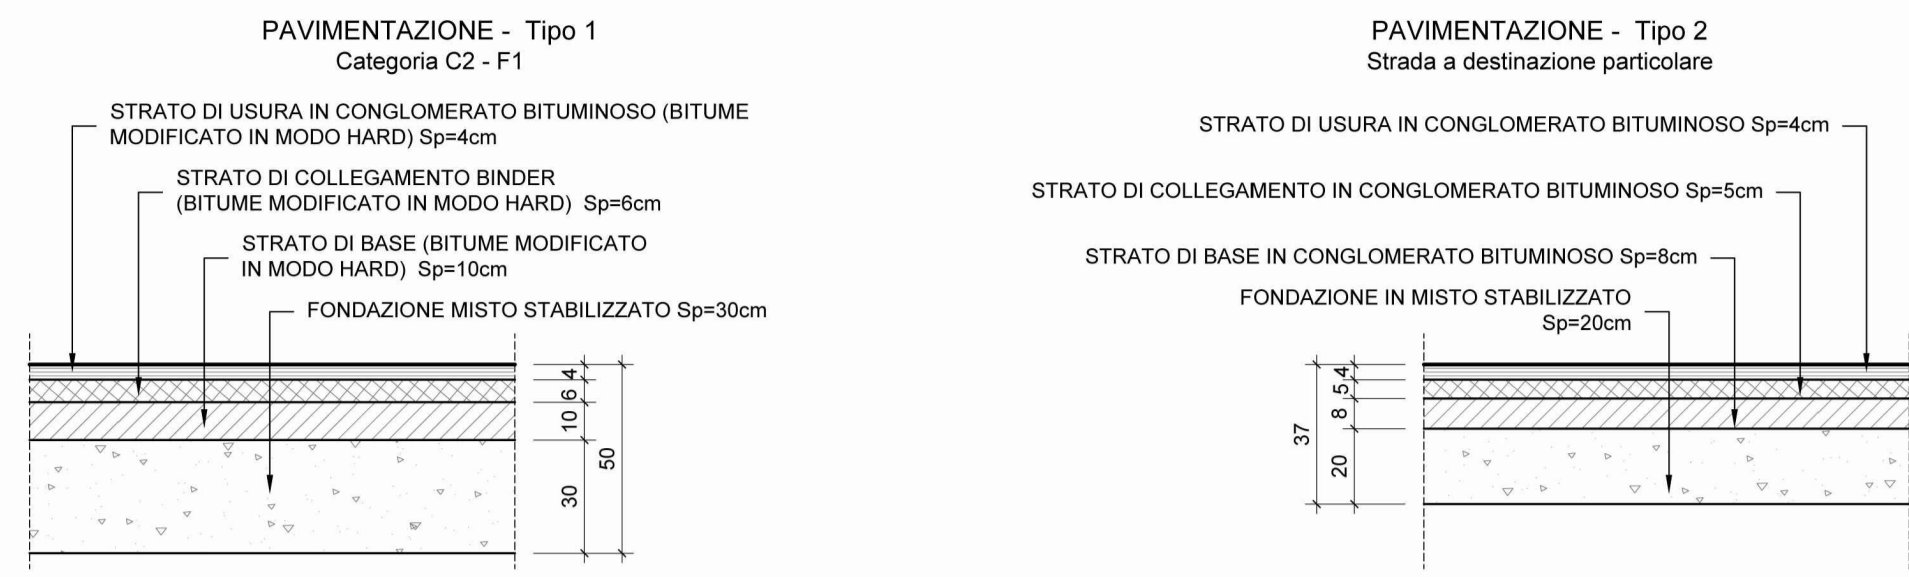 PAVIMENTAZIONE - Tipo 1
Categoria C2 - F1
STRATO DI USURA IN CONGLOMERATO BITUMINOSO (BITUME
MODIFICATO IN MODO HARD) Sp=4cm
STRATO DI COLLEGAMENTO BINDER
(BITUME MODIFICATO IN MODO HARD) Sp=6cm
STRATO DI BASE (BITUME MODIFICATO
IN MODO HARD) Sp=10cm
FONDAZIONE MISTO STABILIZZATO Sp=30cm
4
6
10
30
50
PAVIMENTAZIONE - Tipo 2
Strada a destinazione particolare
STRATO DI USURA IN CONGLOMERATO BITUMINOSO Sp=4cm
STRATO DI COLLEGAMENTO IN CONGLOMERATO BITUMINOSO Sp=5cm
STRATO DI BASE IN CONGLOMERATO BITUMINOSO Sp=8cm
FONDAZIONE IN MISTO STABILIZZATO
Sp=20cm
4
5
8
20
37